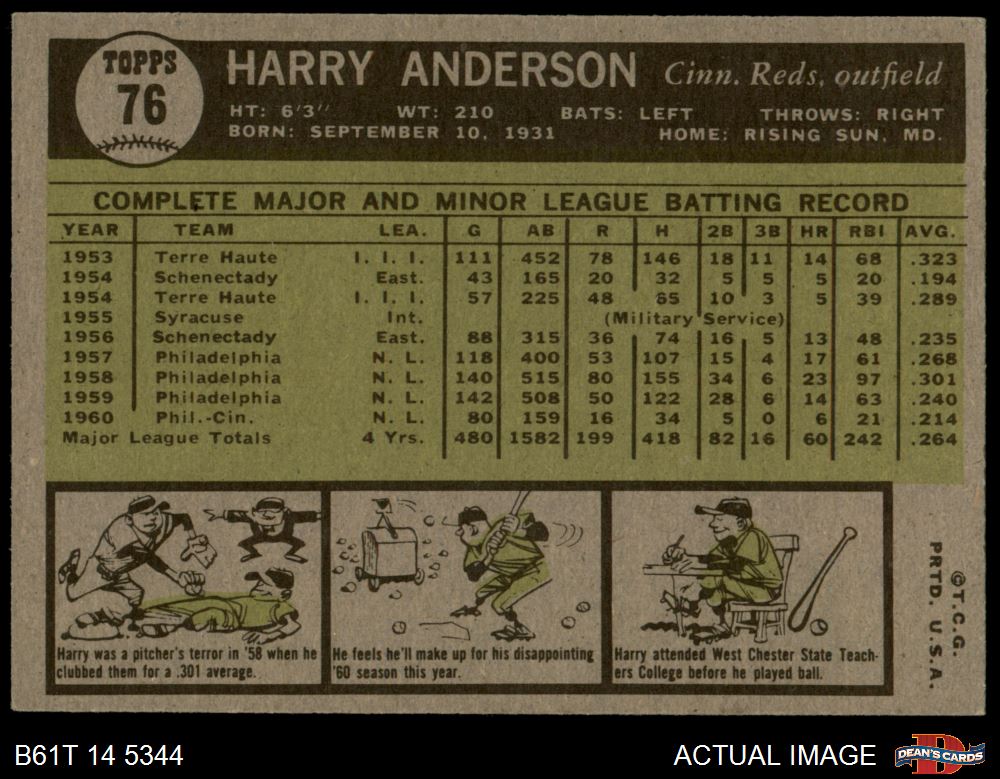 TOPPS
76
HARRY ANDERSON Cinn. Reds, outfield
HT: 6'3" WT: 210 BATS: LEFT THROWS: RIGHT
BORN: SEPTEMBER 10, 1931 HOME: RISING SUN, MD.
COMPLETE MAJOR AND MINOR LEAGUE BATTING RECORD
YEAR TEAM LEA. G AB R H 2B 3B HR RBI AVG.
1953 Terre Haute I. I. I. 111 452 78 146 18 11 14 68 .323
1954 Schenectady East. 43 165 20 32 5 5 5 20 .194
1954 Terre Haute I. I. I. 57 225 48 65 10 3 5 39 .289
1955 Syracuse Int. (Military Service)
1956 Schenectady East. 88 315 36 74 16 5 13 48 .235
1957 Philadelphia N. L. 118 400 53 107 15 4 17 61 .268
1958 Philadelphia N. L. 140 515 80 155 34 6 23 97 .301
1959 Philadelphia N. L. 142 508 50 122 28 6 14 63 .240
1960 Phil.-Cin. N. L. 80 159 16 34 5 0 6 21 .214
Major League Totals 4 Yrs. 480 1582 199 418 82 16 60 242 .264
Harry was a pitcher's terror in '58 when he
clubbed them for a .301 average.
He feels he'll make up for his disappointing
'60 season this year.
Harry attended West Chester State Teach-
ers College before he played ball.
©T.C.G.
PRTD. U.S.A.
B61T 14 5344 ACTUAL IMAGE
DEAN'S CARDS